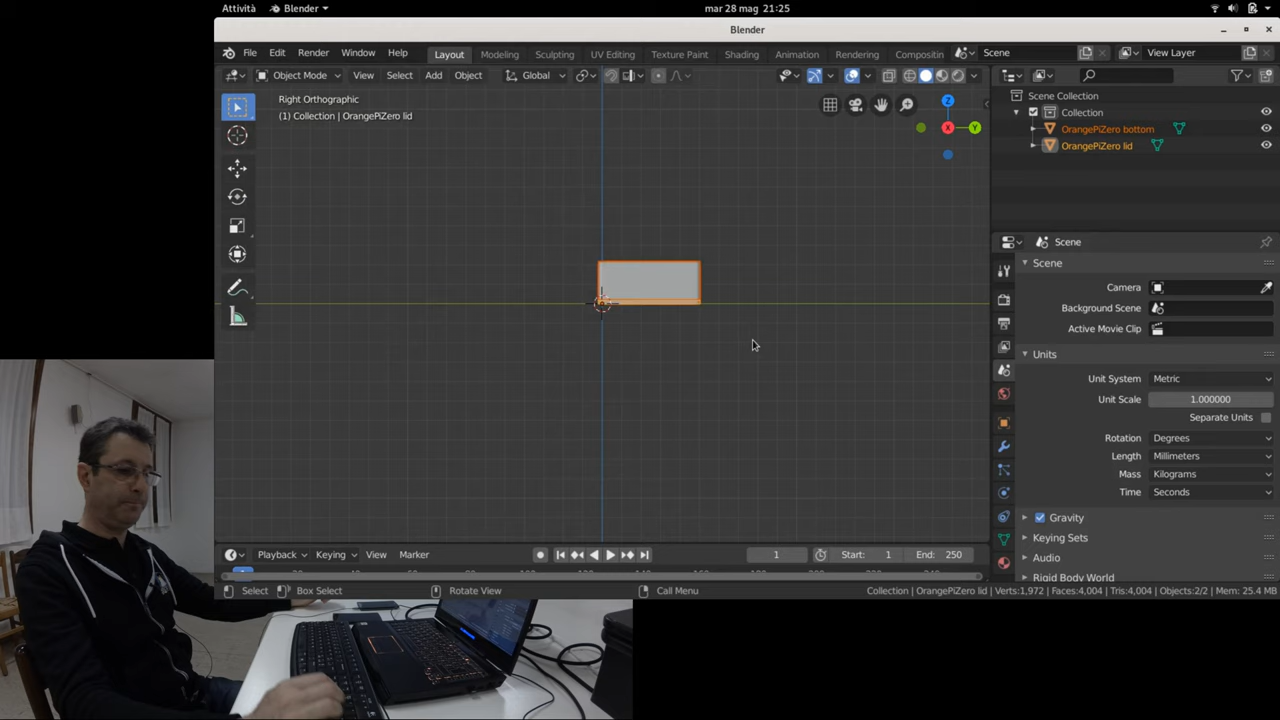 Attività Blender mar 28 mag 21:25
Blender
File Edit Render Window Help Layout Modeling Sculpting UV Editing Texture Paint Shading Animation Rendering Compositin Scene View Layer
Object Mode View Select Add Object Global
Right Orthographic
(1) Collection | OrangePiZero lid
Z
X
Y
Scene Collection
Collection
OrangePiZero bottom
OrangePiZero lid
Scene
Scene
Camera
Background Scene
Active Movie Clip
Units
Unit System Metric
Unit Scale 1.000000
Separate Units
Rotation Degrees
Length Millimeters
Mass Kilograms
Time Seconds
Gravity
Keying Sets
Audio
Rigid Body World
Playback Keying View Marker 1 Start: 1 End: 250
Select Box Select Rotate View Call Menu Collection | OrangePiZero lid | Verts:1,972 | Faces:4,004 | Tris:4,004 | Objects:2/2 | Mem: 25.4 MB